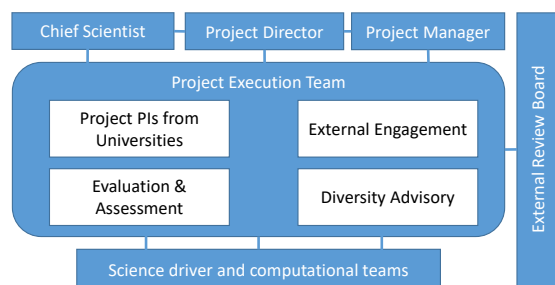 Chief Scientist
Project Director
Project Manager
Project Execution Team
Project PIs from
Universities
External Engagement
Evaluation &
Assessment
Diversity Advisory
Science driver and computational teams
External Review Board